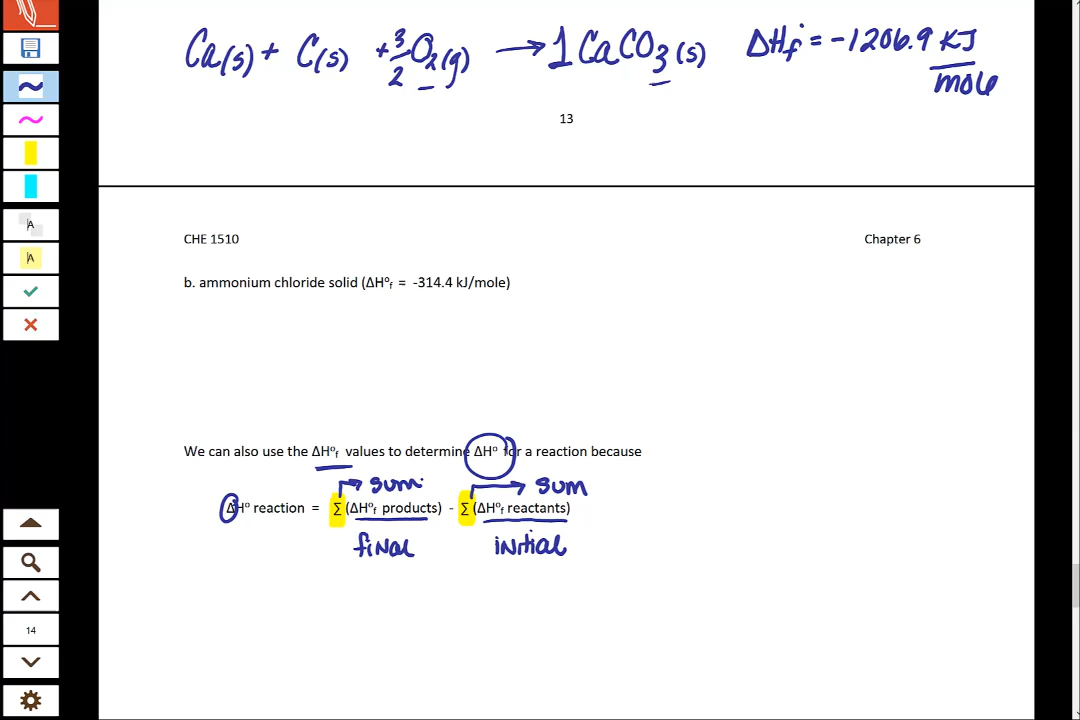 Ca(s) + C(s) + 3/2 O₂(g) → 1 CaCO₃(s) ΔHf = -1206.9 KJ/mole
13
CHE 1510 Chapter 6
b. ammonium chloride solid (ΔH°f = -314.4 kJ/mole)
We can also use the ΔH°f values to determine ΔH° for a reaction because
sum sum
ΔH° reaction = Σ (ΔH°f products) - Σ (ΔH°f reactants)
final initial
A
A
14